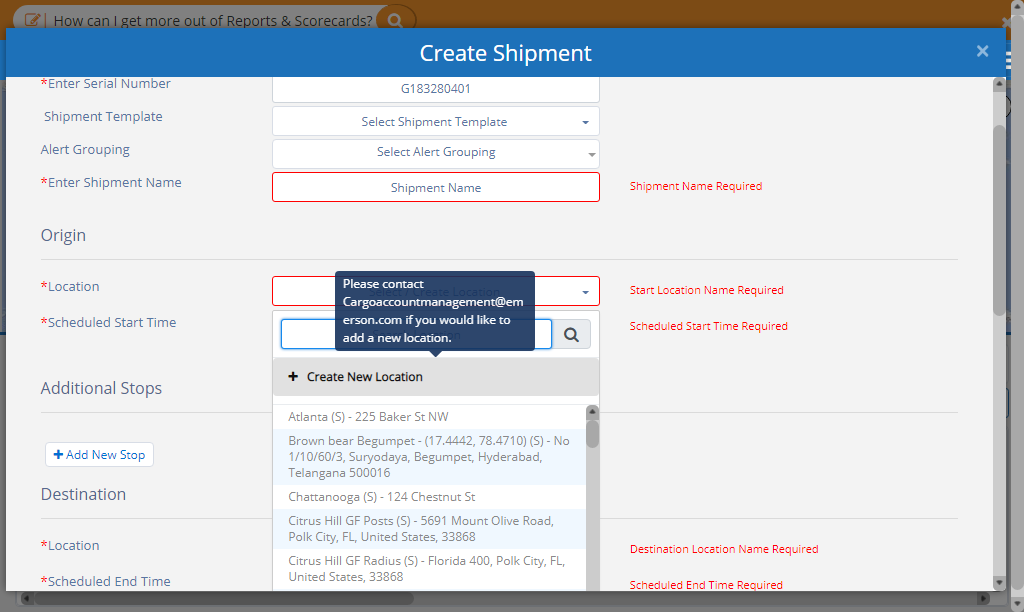 How can I get more out of Reports & Scorecards?
Create Shipment
*Enter Serial Number
G183280401
Shipment Template
Select Shipment Template
Alert Grouping
Select Alert Grouping
*Enter Shipment Name
Shipment Name
Shipment Name Required
Origin
*Location
Start Location Name Required
Please contact
Cargoaccountmanagement@em
erson.com if you would like to
add a new location.
*Scheduled Start Time
Scheduled Start Time Required
+ Create New Location
Additional Stops
Atlanta (S) - 225 Baker St NW
Brown bear Begumpet - (17.4442, 78.4710) (S) - No
1/10/60/3, Suryodaya, Begumpet, Hyderabad,
Telangana 500016
+ Add New Stop
Chattanooga (S) - 124 Chestnut St
Destination
Citrus Hill GF Posts (S) - 5691 Mount Olive Road,
Polk City, FL, United States, 33868
*Location
Destination Location Name Required
Citrus Hill GF Radius (S) - Florida 400, Polk City, FL,
United States, 33868
*Scheduled End Time
Scheduled End Time Required